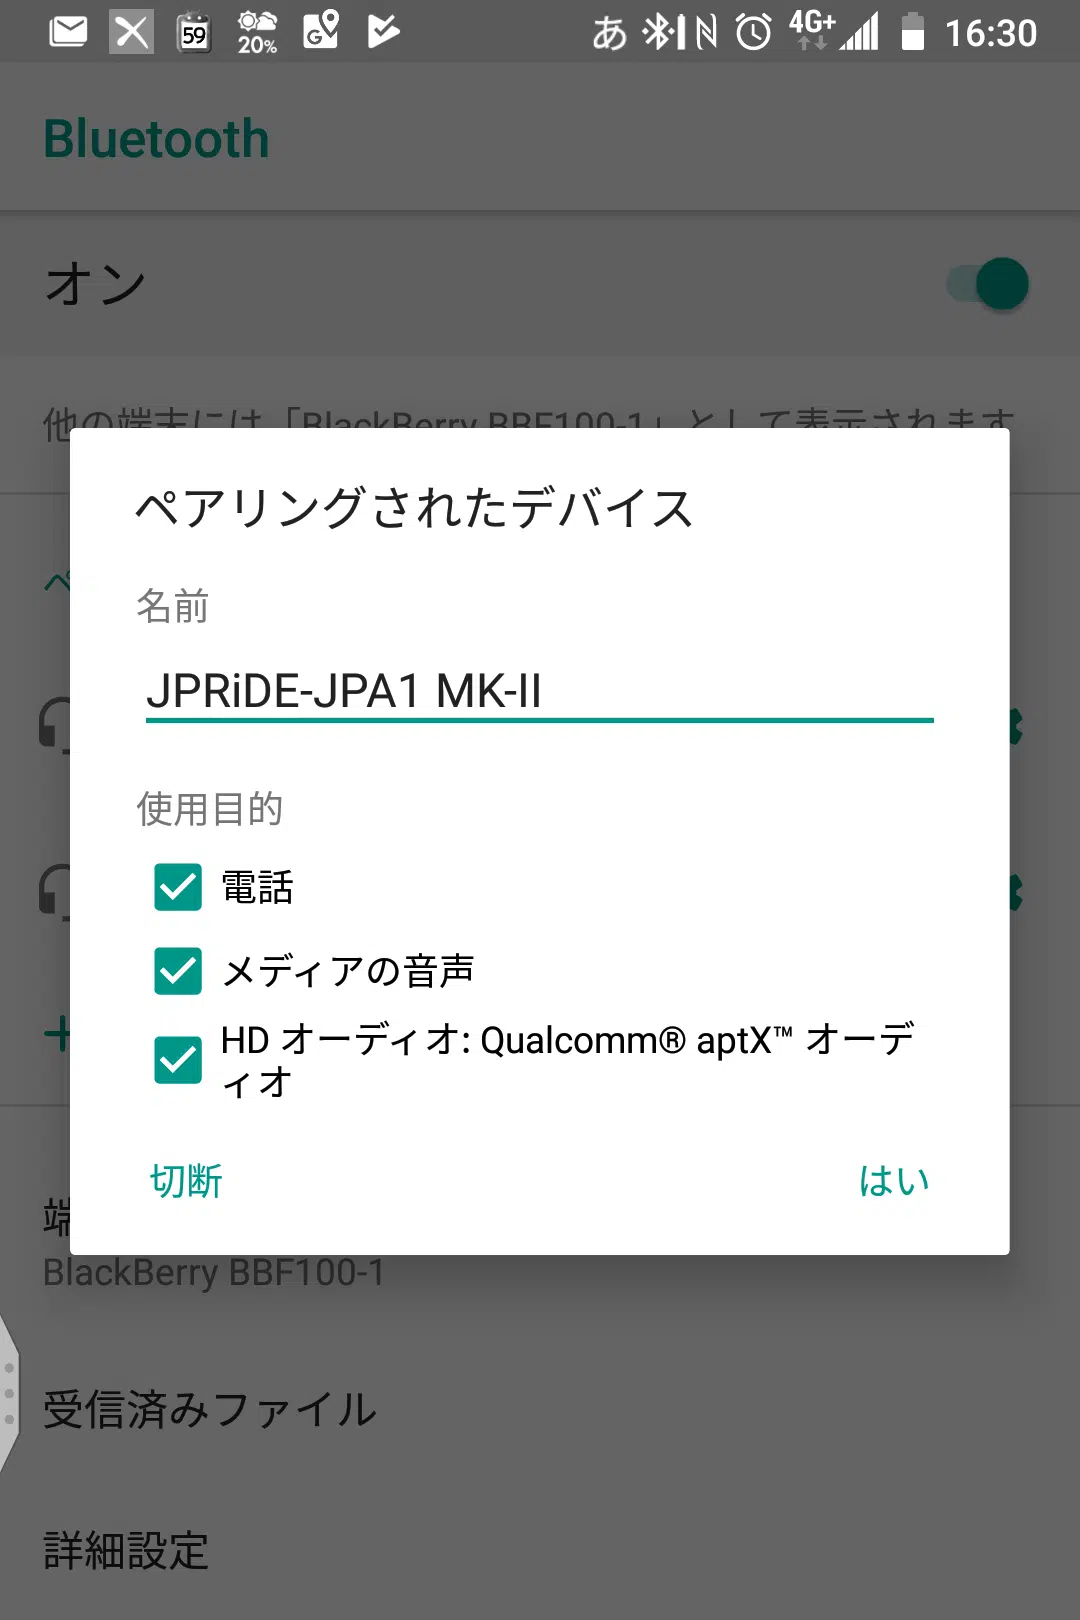 59
20%
G
あ
4G+
16:30
Bluetooth
オン
他の端末には「BlackBerry BBF100-1」として表示されます
ペアリングされたデバイス
名前
ペ
JPRiDE-JPA1 MK-II
使用目的
電話
メディアの音声
HD オーディオ: Qualcomm® aptX™ オーデ
ィオ
切断
はい
端
BlackBerry BBF100-1
受信済みファイル
詳細設定